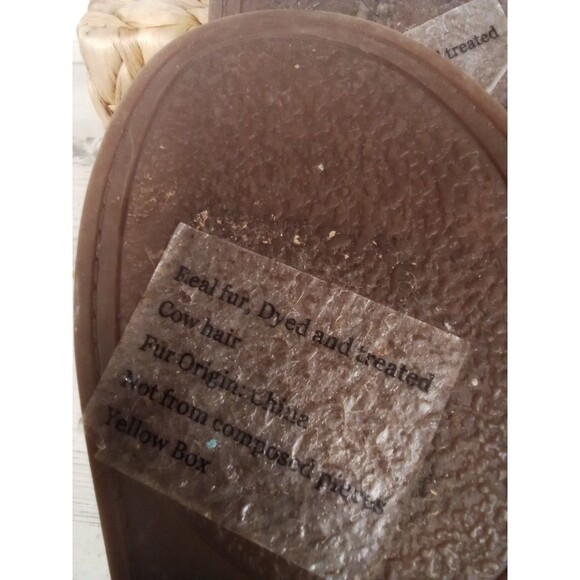 treated
Real fur, Dyed and treated
Cow hair
Fur Origin: China
Not from composed pieces
Yellow Box